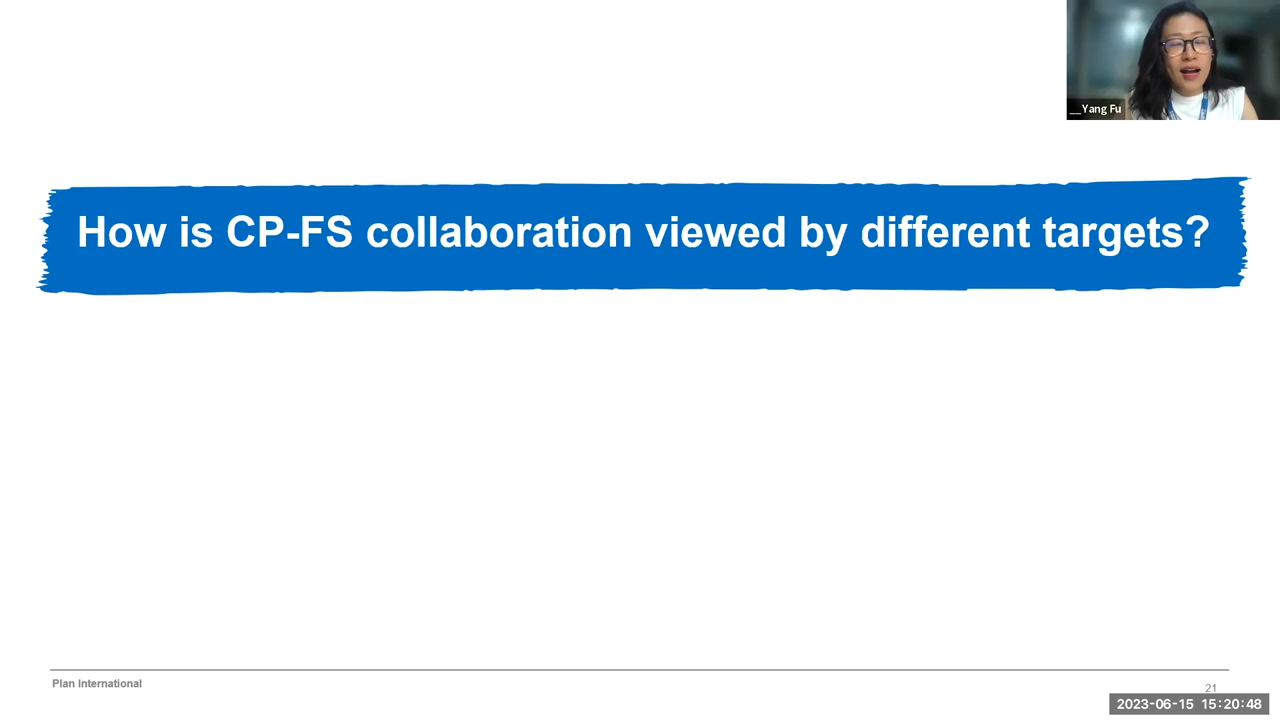 __Yang Fu
How is CP-FS collaboration viewed by different targets?
Plan International
21
2023-06-15 15:20:48